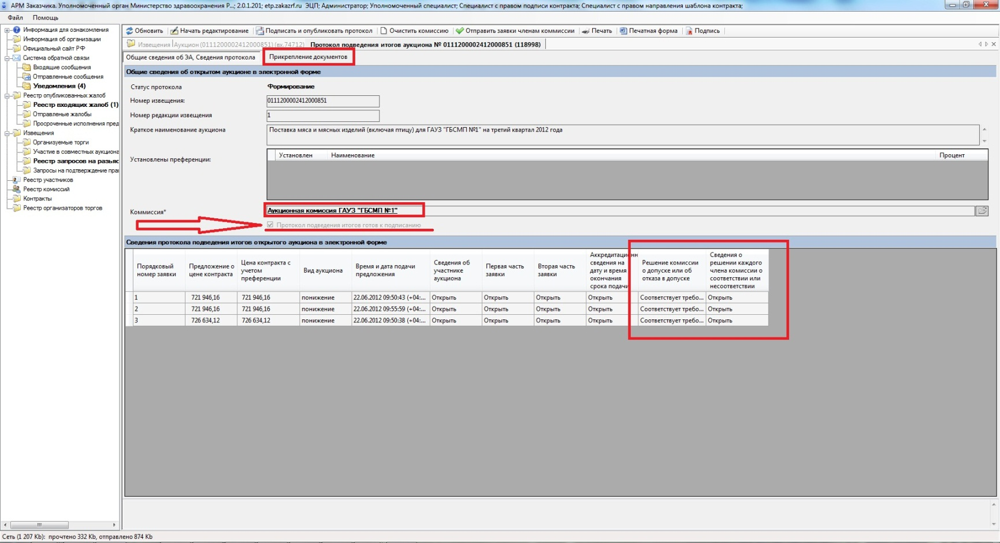 АРМ Заказчика. Уполномоченный орган Министерство здравоохранения Р...; 2.0.1.201; etp.zakazrf.ru ЭЦП; Администратор; Уполномоченный специалист; Специалист с правом подписи контракта; Специалист с правом направления шаблона контракта;
Файл Помощь
Информация для ознакомления
Информация об организации
Официальный сайт РФ
Система обратной связи
Входящие сообщения
Отправленные сообщения
Уведомления (4)
Реестр опубликованных жалоб
Реестр входящих жалоб (1)
Отправленые жалобы
Просроченные исполнения пред
Извещения
Организуемые торги
Участие в совместных аукциона
Реестр запросов на разъяс
Запросы на подтверждение пра
Реестр участников
Реестр комиссий
Контракты
Реестр организаторов торгов
Обновить Начать редактирование Подписать и опубликовать протокол Очистить комиссию Отправить заявки членам коммиссии Печать Печатная форма Подпись
Извещения Аукцион (0111200002412000851) (вх.74712) Протокол подведения итогов аукциона № 0111200002412000851 (118998)
Общие сведения об ЭА, Сведения протокола Прикрепление документов
Общие сведения об открытом аукционе в электронной форме
Статус протокола Формирование
Номер извещения: 0111200002412000851
Номер редакции извещения 1
Краткое наименование аукциона Поставка мяса и мясных изделий (включая птицу) для ГАУЗ "ГБСМП №1" на третий квартал 2012 года
Установлены преференции: Установлен Наименование Процент
Коммиссия* Аукционная комиссия ГАУЗ "ГБСМП №1"
Протокол подведения итогов готов к подписанию
Сведения протокола подведения итогов открытого аукциона в электронной форме
Порядковый номер заявки Предложение о цене контракта Цена контракта с учетом преференции Вид аукциона Время и дата подачи предложения Сведения об участнике аукциона Первая часть заявки Вторая часть заявки Аккредитационн сведения на дату и время окончания срока подачи Решение комиссии о допуске или об отказа в допуске Сведения о решении каждого члена комиссии о соответствии или несоответствии
1 721 946,16 721 946,16 понижение 22.06.2012 09:50:43 (+04:... Открыть Открыть Открыть Открыть Соответствует требо... Открыть
2 721 946,16 721 946,16 понижение 22.06.2012 09:55:59 (+04:... Открыть Открыть Открыть Открыть Соответствует требо... Открыть
3 726 634,12 726 634,12 понижение 22.06.2012 09:50:38 (+04:... Открыть Открыть Открыть Открыть Соответствует требо... Открыть
Сеть (1 207 Kb): прочтено 332 Kb, отправлено 874 Kb